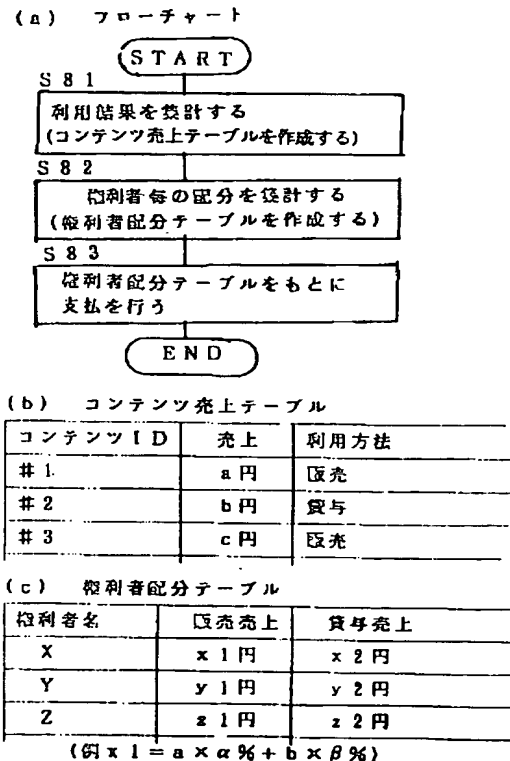 (a) フローチャート
START
S81
利用結果を集計する
(コンテンツ売上テーブルを作成する)
S82
権利者毎の配分を集計する
(権利者配分テーブルを作成する)
S83
権利者配分テーブルをもとに
支払を行う
END
(b) コンテンツ売上テーブル
コンテンツID 売上 利用方法
#1 a円 販売
#2 b円 貸与
#3 c円 販売
(c) 権利者配分テーブル
権利者名 販売売上 貸与売上
X x1円 x2円
Y y1円 y2円
Z z1円 z2円
(例 x1=a×α%+b×β%)